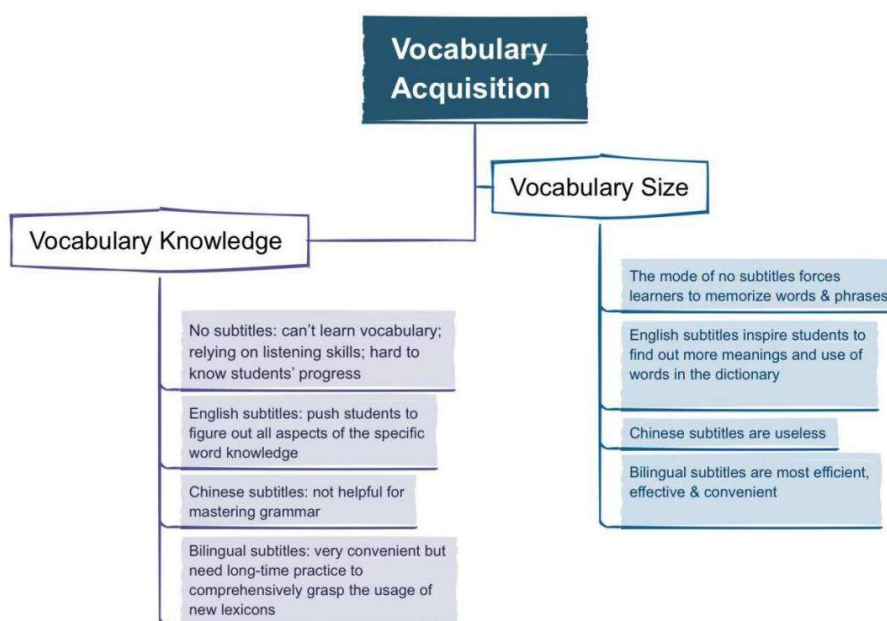 Vocabulary
Acquisition
Vocabulary Size
Vocabulary Knowledge
The mode of no subtitles forces
learners to memorize words & phrases
English subtitles inspire students to
find out more meanings and use of
words in the dictionary
Chinese subtitles are useless
Bilingual subtitles are most efficient,
effective & convenient
No subtitles: can't learn vocabulary;
relying on listening skills; hard to
know students' progress
English subtitles: push students to
figure out all aspects of the specific
word knowledge
Chinese subtitles: not helpful for
mastering grammar
Bilingual subtitles: very convenient but
need long-time practice to
comprehensively grasp the usage of
new lexicons